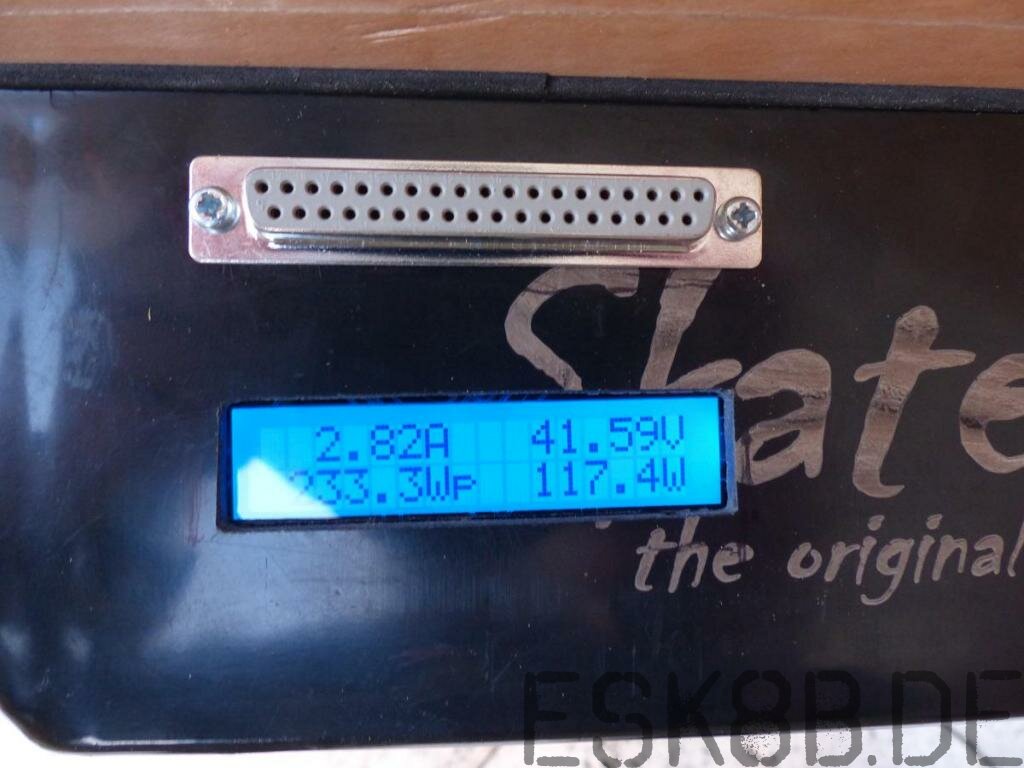 Skate
2.82A 41.59V
233.3Wp 117.4W
the original
ESK8B.DE